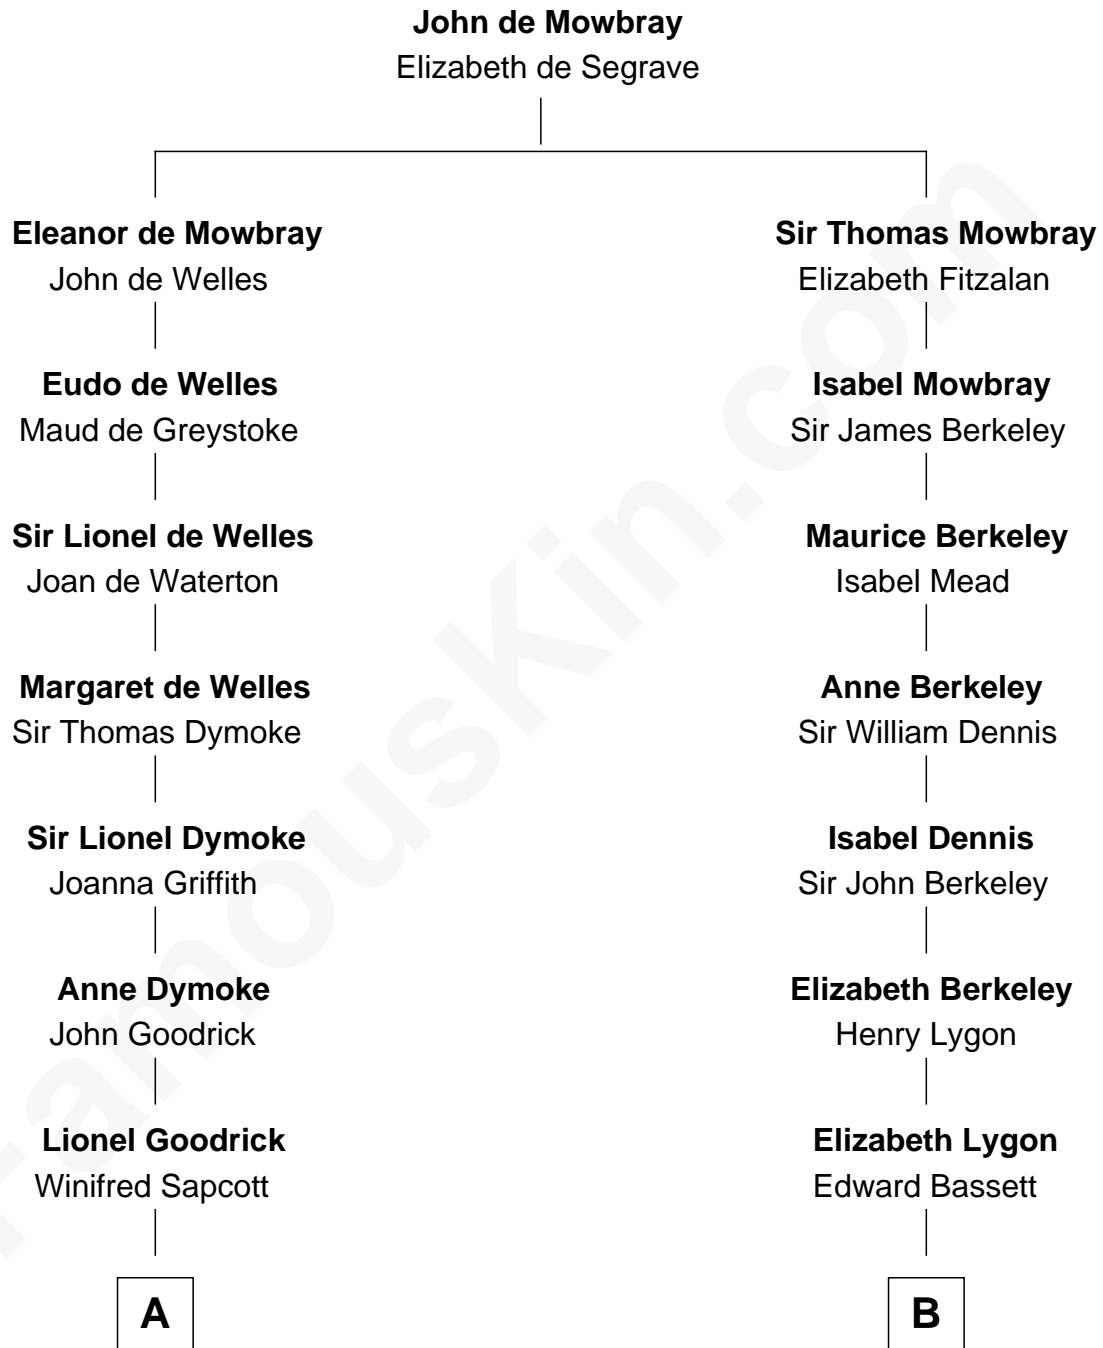 John de Mowbray
Elizabeth de Segrave
Eleanor de Mowbray
John de Welles
Sir Thomas Mowbray
Elizabeth Fitzalan
Eudo de Welles
Maud de Greystoke
Isabel Mowbray
Sir James Berkeley
Sir Lionel de Welles
Joan de Waterton
Maurice Berkeley
Isabel Mead
Margaret de Welles
Sir Thomas Dymoke
Anne Berkeley
Sir William Dennis
Sir Lionel Dymoke
Joanna Griffith
Isabel Dennis
Sir John Berkeley
Anne Dymoke
John Goodrick
Elizabeth Berkeley
Henry Lygon
Lionel Goodrick
Winifred Sapcott
Elizabeth Lygon
Edward Bassett
A
B
FamousKin.com